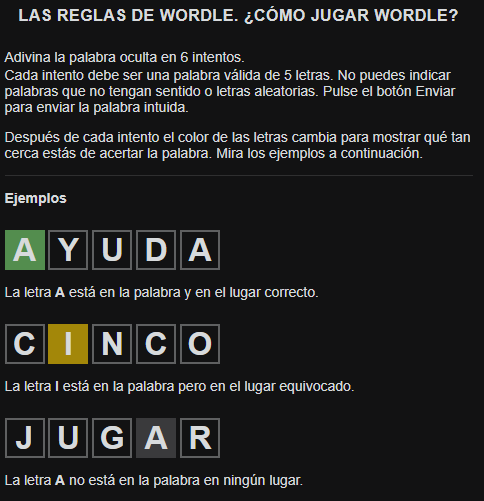 LAS REGLAS DE WORDLE. ¿CÓMO JUGAR WORDLE?
Adivina la palabra oculta en 6 intentos.
Cada intento debe ser una palabra válida de 5 letras. No puedes indicar
palabras que no tengan sentido o letras aleatorias. Pulse el botón Enviar
para enviar la palabra intuida.
Después de cada intento el color de las letras cambia para mostrar qué tan
cerca estás de acertar la palabra. Mira los ejemplos a continuación.
Ejemplos
A Y U D A
La letra A está en la palabra y en el lugar correcto.
C I N C O
La letra I está en la palabra pero en el lugar equivocado.
J U G A R
La letra A no está en la palabra en ningún lugar.